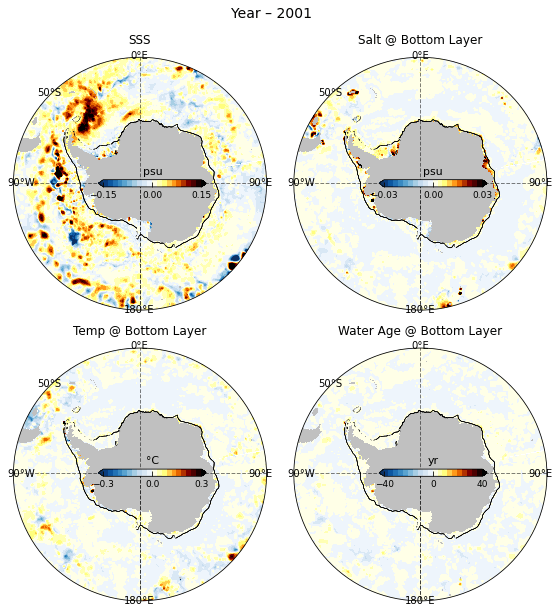 Year – 2001
SSS
Salt @ Bottom Layer
0°E
0°E
50°S
50°S
psu
psu
90°W
90°E
90°W
90°E
−0.15 0.00 0.15
−0.03 0.00 0.03
180°E
180°E
Temp @ Bottom Layer
Water Age @ Bottom Layer
0°E
0°E
50°S
50°S
°C
yr
90°W
90°E
90°W
90°E
−0.3 0.0 0.3
−40 0 40
180°E
180°E